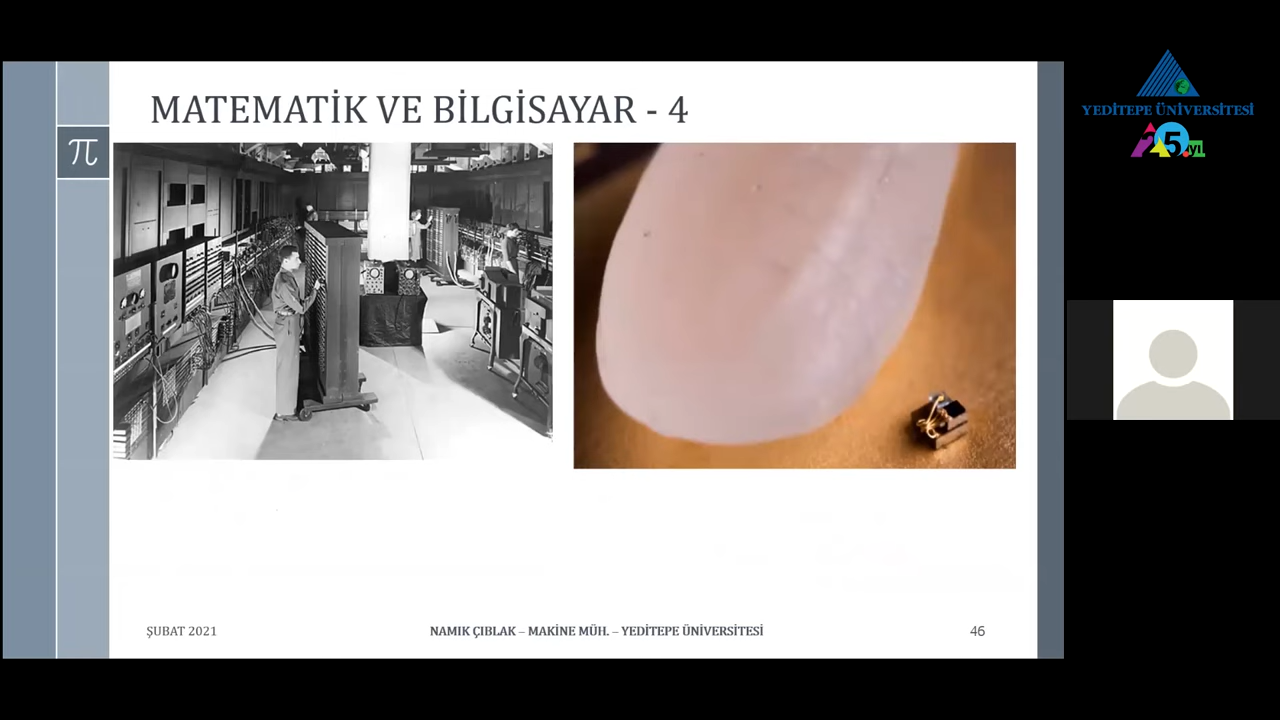 MATEMATİK VE BİLGİSAYAR - 4
π
YEDİTEPE ÜNİVERSİTESİ
25.YIL
ŞUBAT 2021
NAMIK ÇIBLAK – MAKİNE MÜH. – YEDİTEPE ÜNİVERSİTESİ
46